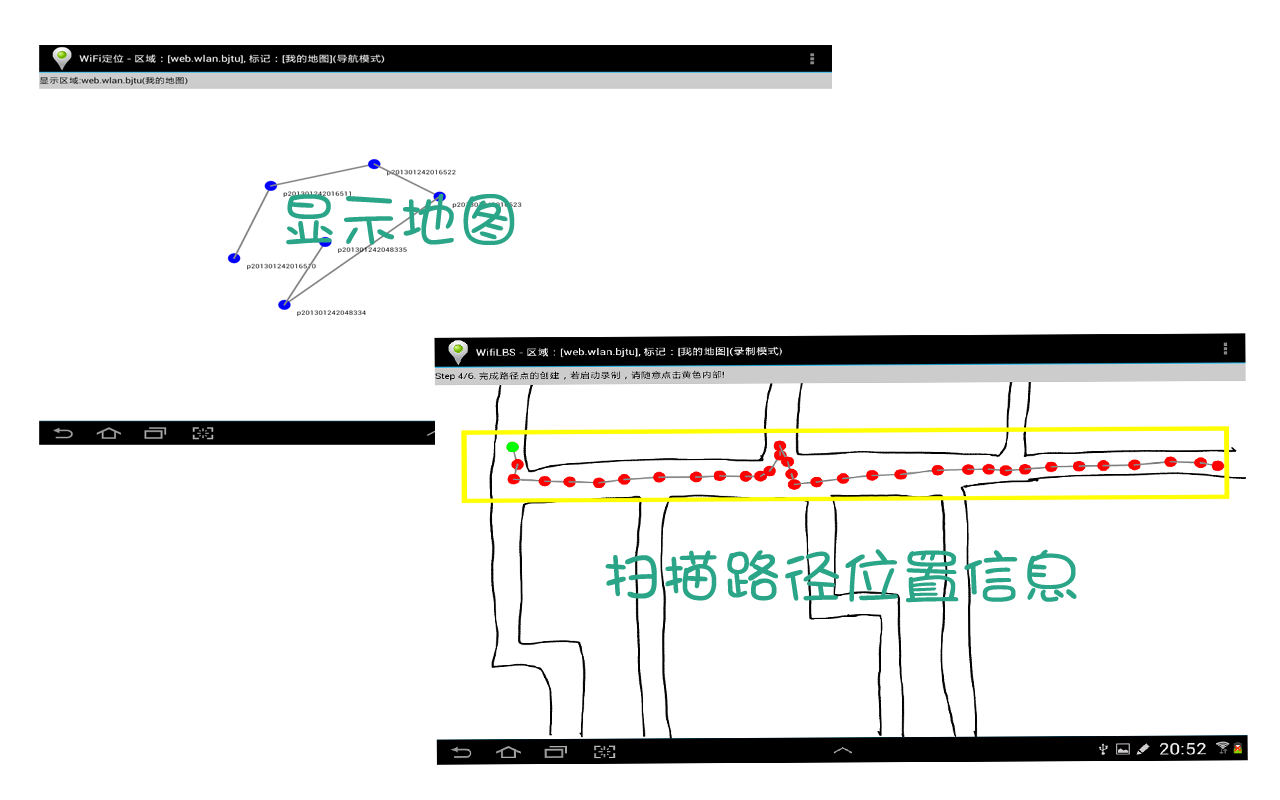 WiFi定位 - 区域：[web.wlan.bjtu], 标记：[我的地图](导航模式)
显示区域:web.wlan.bjtu(我的地图)
p201301242016522
p201301242016511
显示地图
p201301242048335
p201301242048334
WifiLBS - 区域：[web.wlan.bjtu], 标记：[我的地图](录制模式)
Step 4/6. 完成路径点的创建，若启动录制，请随意点击黄色内部!
扫描路径位置信息
20:52